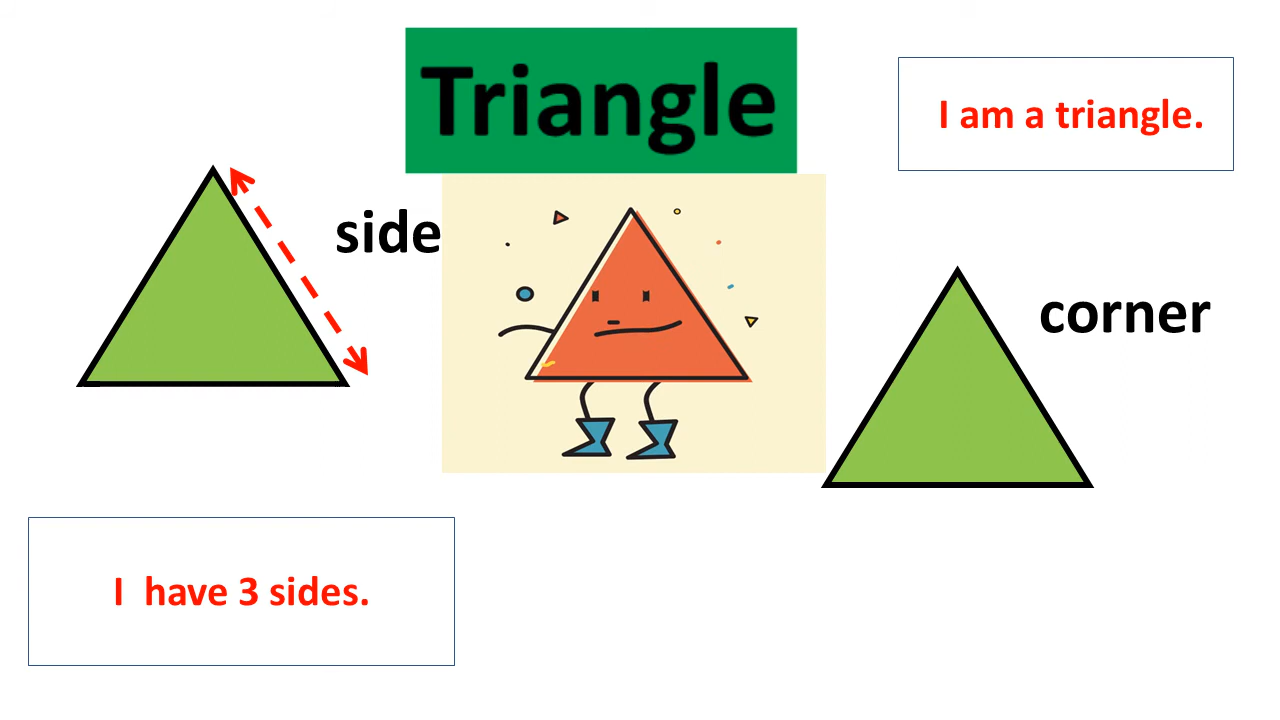 Triangle
I am a triangle.
side
corner
I have 3 sides.